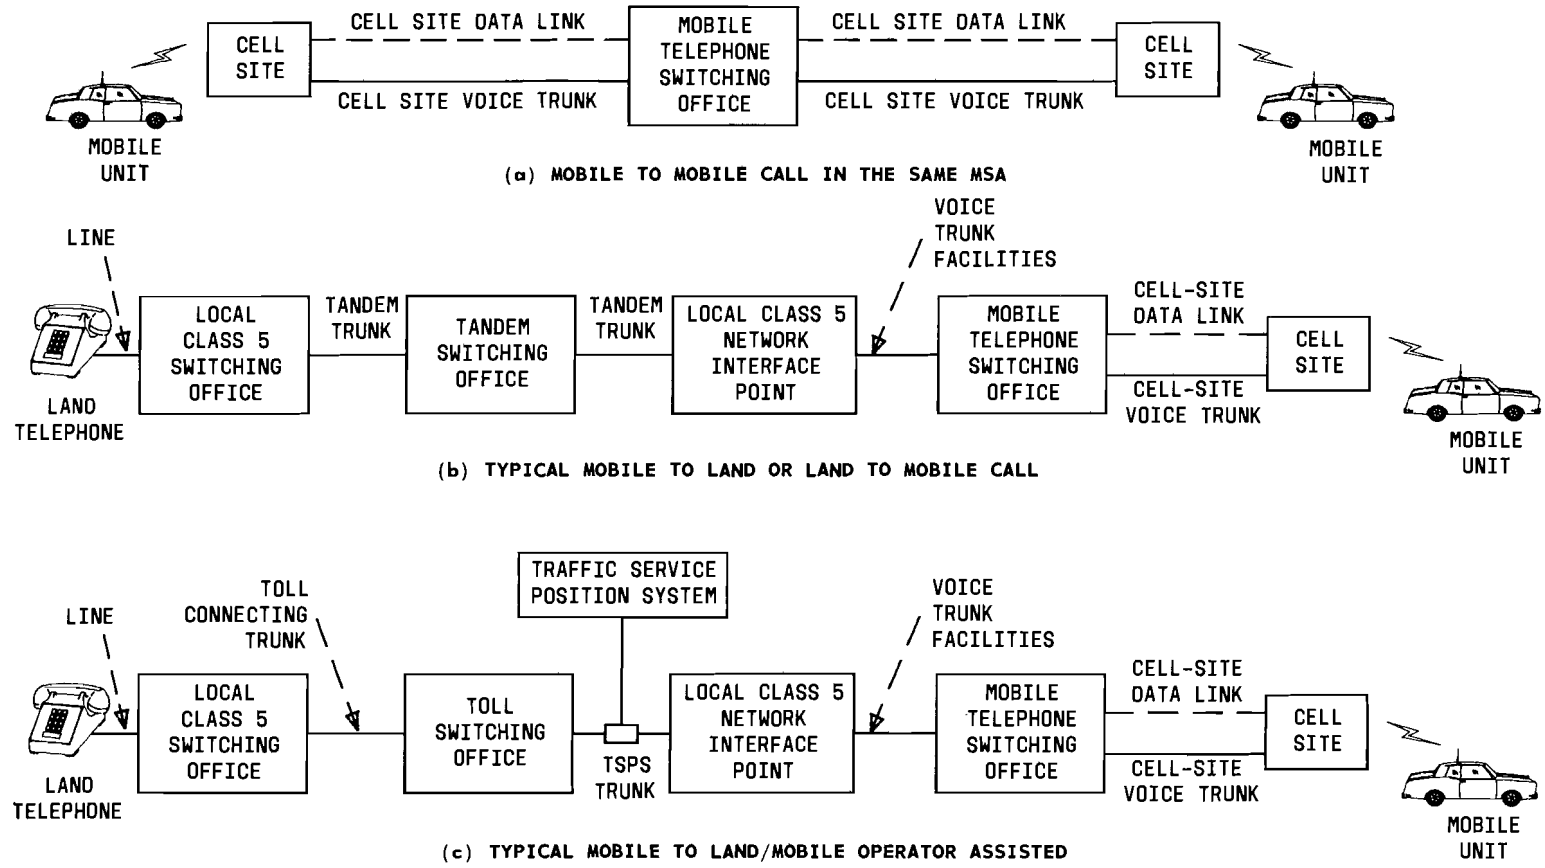 CELL SITE DATA LINK
CELL SITE DATA LINK
CELL
SITE
MOBILE
TELEPHONE
SWITCHING
OFFICE
CELL
SITE
CELL SITE VOICE TRUNK
CELL SITE VOICE TRUNK
MOBILE
UNIT
MOBILE
UNIT
(a) MOBILE TO MOBILE CALL IN THE SAME MSA
LINE
VOICE
TRUNK
FACILITIES
LAND
TELEPHONE
LOCAL
CLASS 5
SWITCHING
OFFICE
TANDEM
TRUNK
TANDEM
SWITCHING
OFFICE
TANDEM
TRUNK
LOCAL CLASS 5
NETWORK
INTERFACE
POINT
MOBILE
TELEPHONE
SWITCHING
OFFICE
CELL-SITE
DATA LINK
CELL-SITE
VOICE TRUNK
CELL
SITE
MOBILE
UNIT
(b) TYPICAL MOBILE TO LAND OR LAND TO MOBILE CALL
TRAFFIC SERVICE
POSITION SYSTEM
LINE
TOLL
CONNECTING
TRUNK
VOICE
TRUNK
FACILITIES
LAND
TELEPHONE
LOCAL
CLASS 5
SWITCHING
OFFICE
TOLL
SWITCHING
OFFICE
TSPS
TRUNK
LOCAL CLASS 5
NETWORK
INTERFACE
POINT
MOBILE
TELEPHONE
SWITCHING
OFFICE
CELL-SITE
DATA LINK
CELL-SITE
VOICE TRUNK
CELL
SITE
MOBILE
UNIT
(c) TYPICAL MOBILE TO LAND/MOBILE OPERATOR ASSISTED